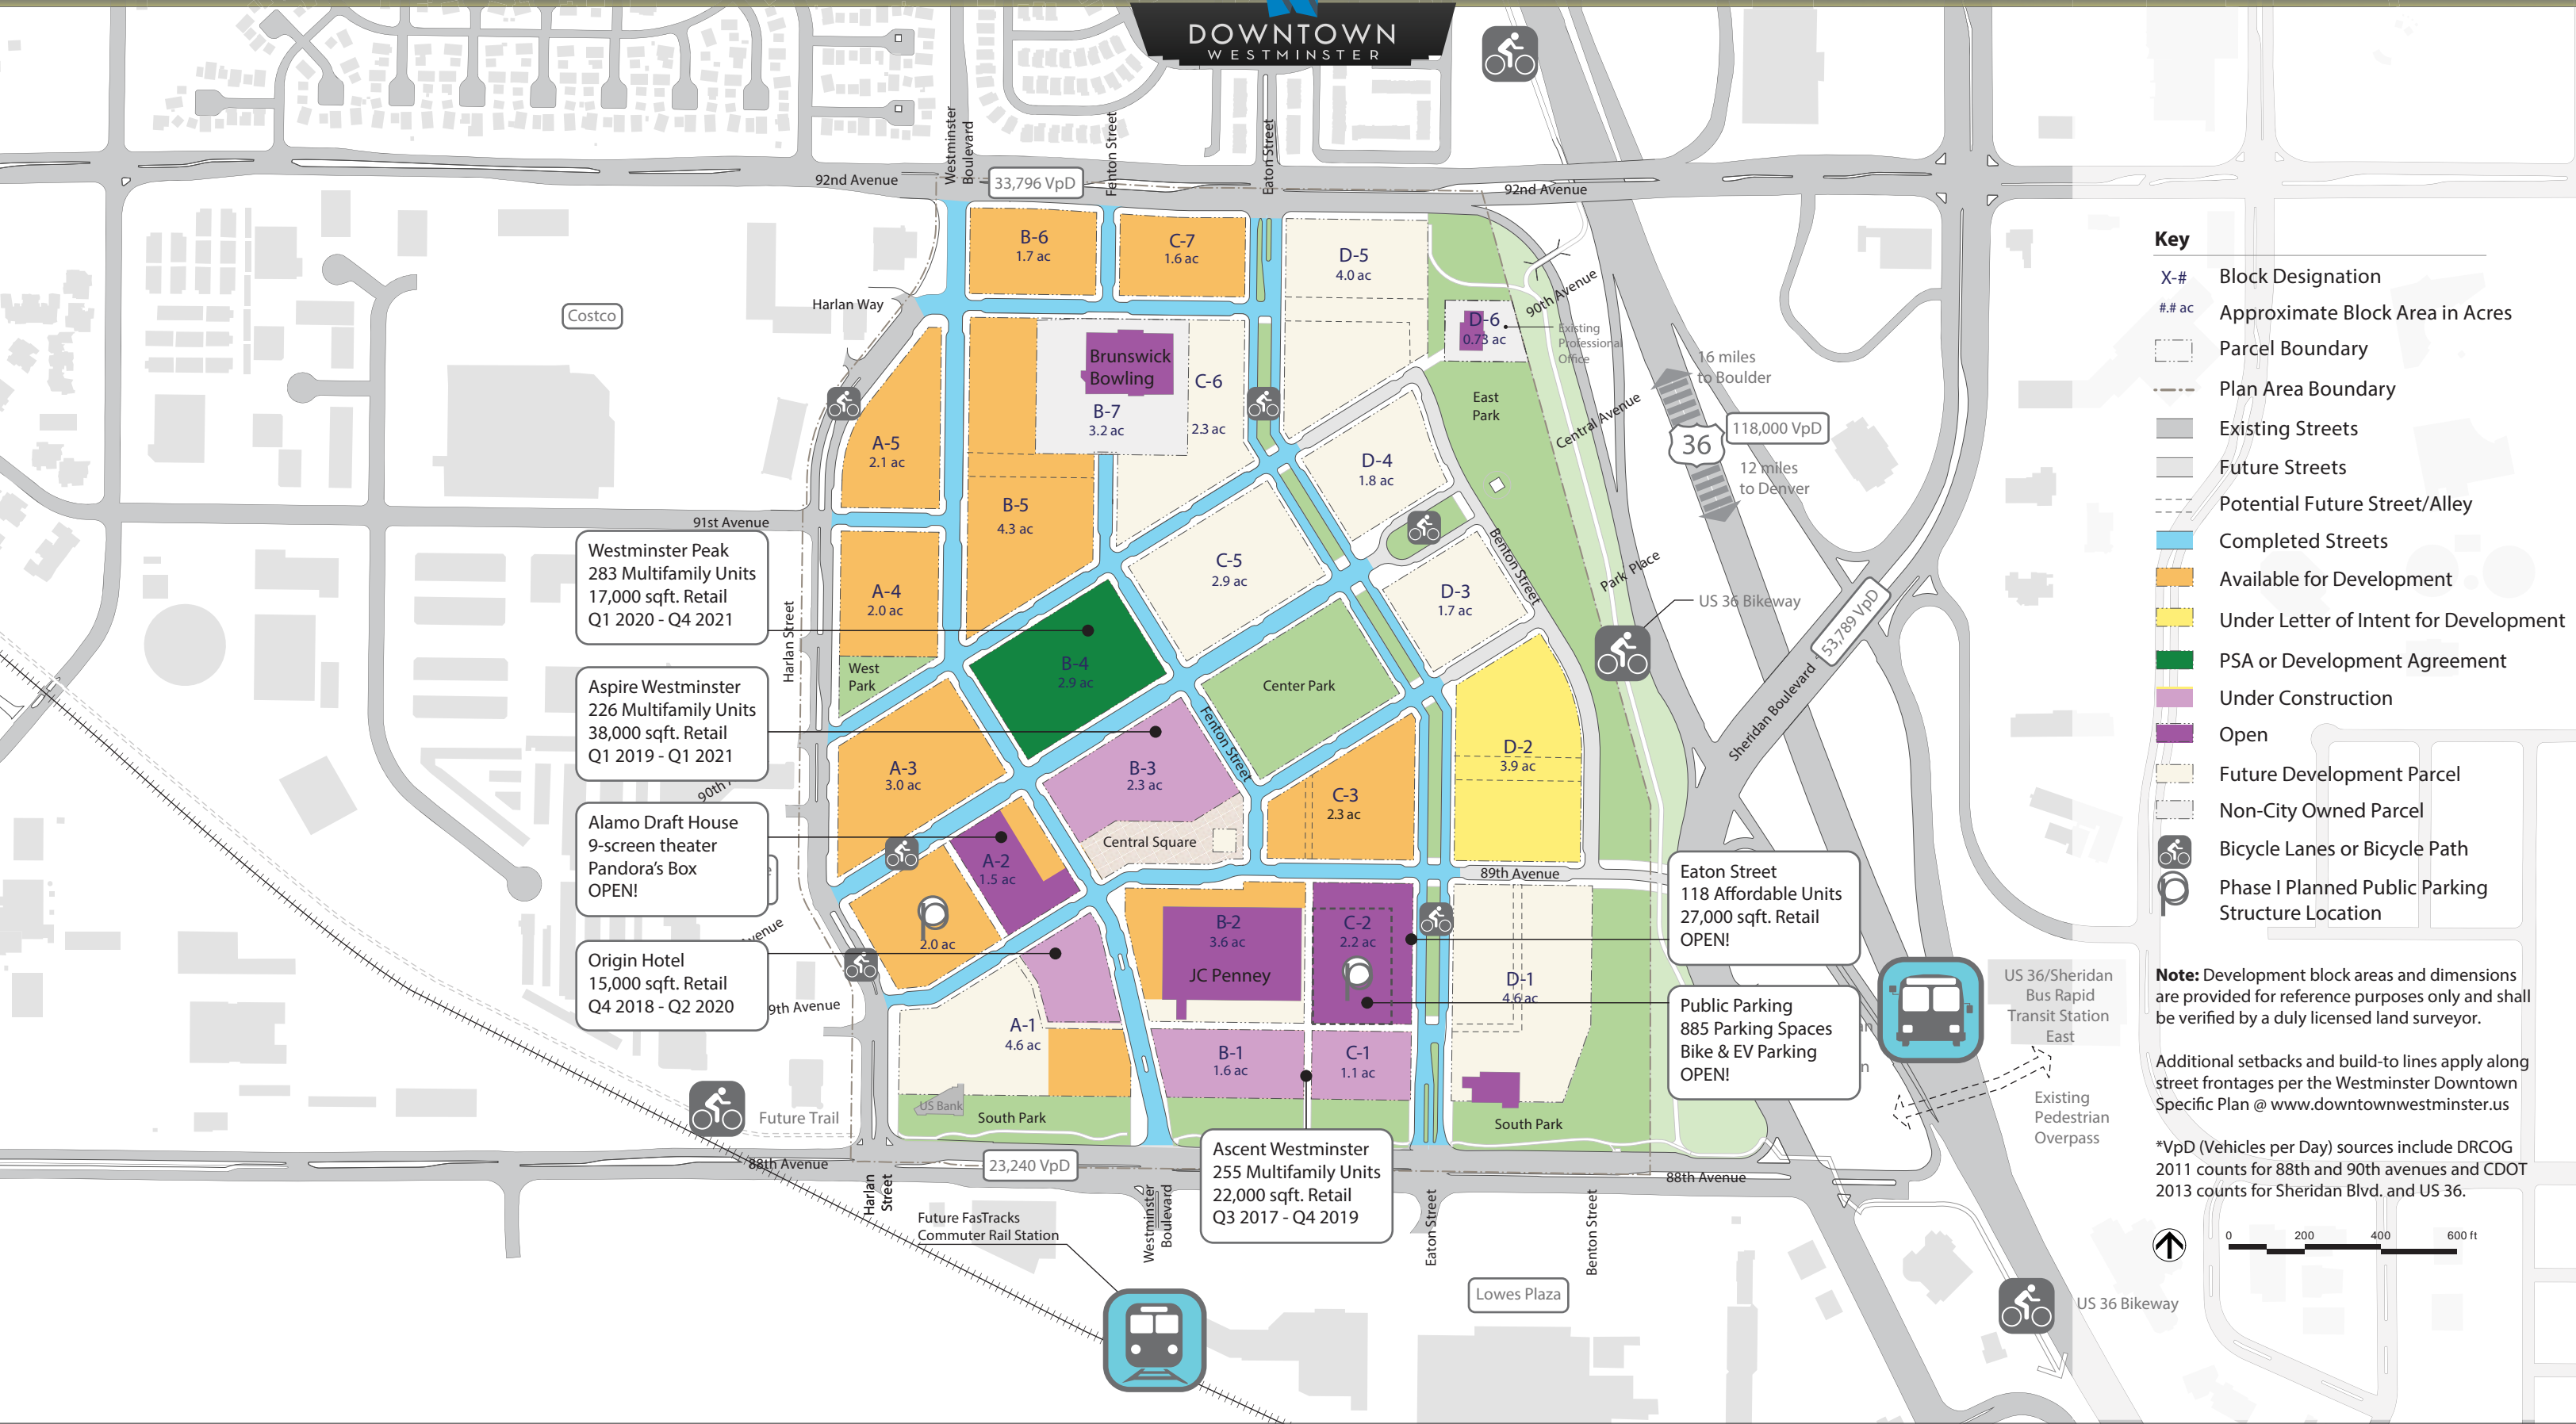 DOWNTOWN
WESTMINSTER
Westminster
Boulevard
Fenton Street
Eaton Street
92nd Avenue
33,796 VpD
92nd Avenue
B-6
1.7 ac
C-7
1.6 ac
D-5
4.0 ac
Harlan Way
Costco
90th Avenue
D-6
0.73 ac
Existing
Professional
Office
Brunswick
Bowling
B-7
3.2 ac
C-6
2.3 ac
16 miles
to Boulder
36
118,000 VpD
12 miles
to Denver
East
Park
Central Avenue
A-5
2.1 ac
D-4
1.8 ac
B-5
4.3 ac
91st Avenue
Westminster Peak
283 Multifamily Units
17,000 sqft. Retail
Q1 2020 - Q4 2021
C-5
2.9 ac
Benton Street
Park Place
A-4
2.0 ac
D-3
1.7 ac
US 36 Bikeway
53,789 VpD
Harlan Street
West
Park
B-4
2.9 ac
Center Park
Sheridan Boulevard
Aspire Westminster
226 Multifamily Units
38,000 sqft. Retail
Q1 2019 - Q1 2021
Fenton Street
A-3
3.0 ac
B-3
2.3 ac
D-2
3.9 ac
90th
C-3
2.3 ac
Alamo Draft House
9-screen theater
Pandora's Box
OPEN!
Central Square
A-2
1.5 ac
89th Avenue
Eaton Street
118 Affordable Units
27,000 sqft. Retail
OPEN!
2.0 ac
B-2
3.6 ac
JC Penney
C-2
2.2 ac
p
p
Origin Hotel
15,000 sqft. Retail
Q4 2018 - Q2 2020
venue
9th Avenue
D-1
4.6 ac
US 36/Sheridan
Bus Rapid
Transit Station
East
Public Parking
885 Parking Spaces
Bike & EV Parking
OPEN!
A-1
4.6 ac
B-1
1.6 ac
C-1
1.1 ac
US Bank
South Park
South Park
Future Trail
Existing
Pedestrian
Overpass
88th Avenue
23,240 VpD
88th Avenue
Ascent Westminster
255 Multifamily Units
22,000 sqft. Retail
Q3 2017 - Q4 2019
Harlan
Street
Westminster
Boulevard
Eaton Street
Benton Street
Future FasTracks
Commuter Rail Station
Lowes Plaza
US 36 Bikeway
Key
X-# Block Designation
#.# ac Approximate Block Area in Acres
Parcel Boundary
Plan Area Boundary
Existing Streets
Future Streets
Potential Future Street/Alley
Completed Streets
Available for Development
Under Letter of Intent for Development
PSA or Development Agreement
Under Construction
Open
Future Development Parcel
Non-City Owned Parcel
Bicycle Lanes or Bicycle Path
p Phase I Planned Public Parking
Structure Location
Note: Development block areas and dimensions
are provided for reference purposes only and shall
be verified by a duly licensed land surveyor.
Additional setbacks and build-to lines apply along
street frontages per the Westminster Downtown
Specific Plan @ www.downtownwestminster.us
*VpD (Vehicles per Day) sources include DRCOG
2011 counts for 88th and 90th avenues and CDOT
2013 counts for Sheridan Blvd. and US 36.
0 200 400 600 ft